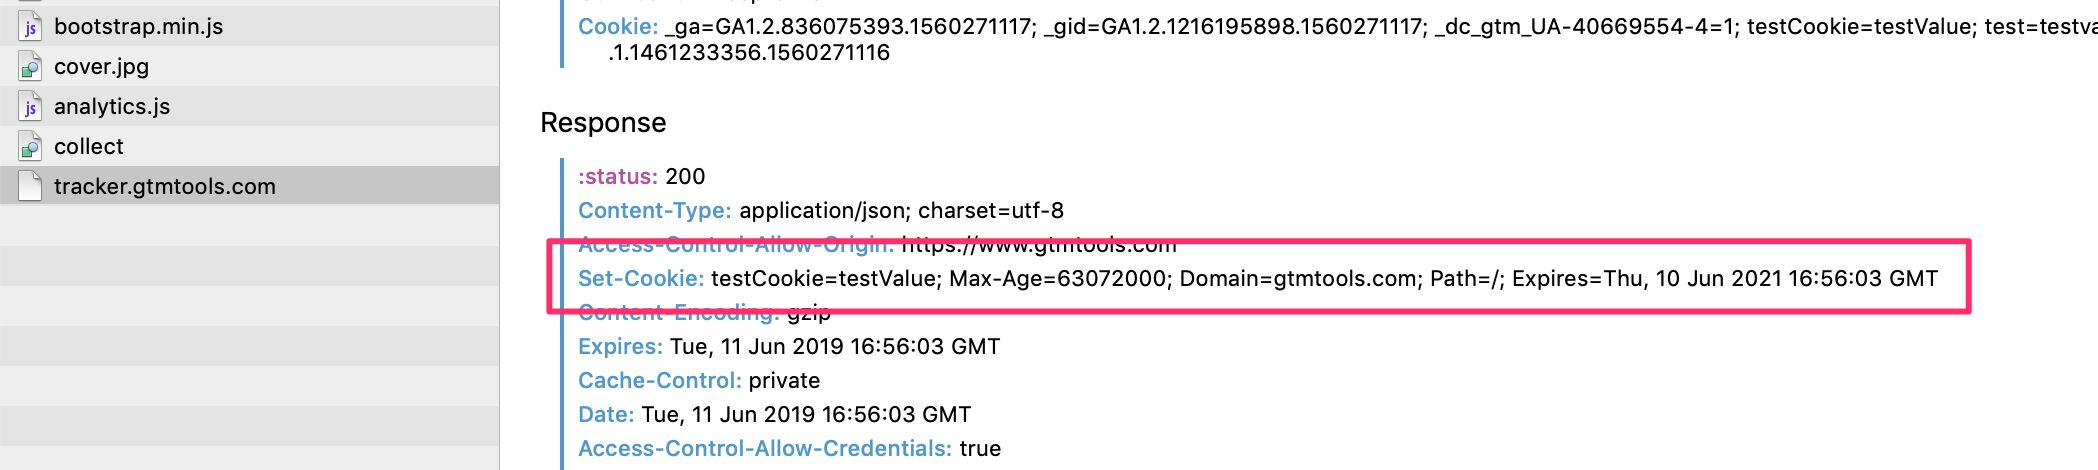 bootstrap.min.js
cover.jpg
analytics.js
collect
tracker.gtmtools.com
Cookie: _ga=GA1.2.836075393.1560271117; _gid=GA1.2.1216195898.1560271117; _dc_gtm_UA-40669554-4=1; testCookie=testValue; test=testva
.1.1461233356.1560271116
Response
:status: 200
Content-Type: application/json; charset=utf-8
Access-Control-Allow-Origin: https://www.gtmtools.com
Set-Cookie: testCookie=testValue; Max-Age=63072000; Domain=gtmtools.com; Path=/; Expires=Thu, 10 Jun 2021 16:56:03 GMT
Content-Encoding: gzip
Expires: Tue, 11 Jun 2019 16:56:03 GMT
Cache-Control: private
Date: Tue, 11 Jun 2019 16:56:03 GMT
Access-Control-Allow-Credentials: true